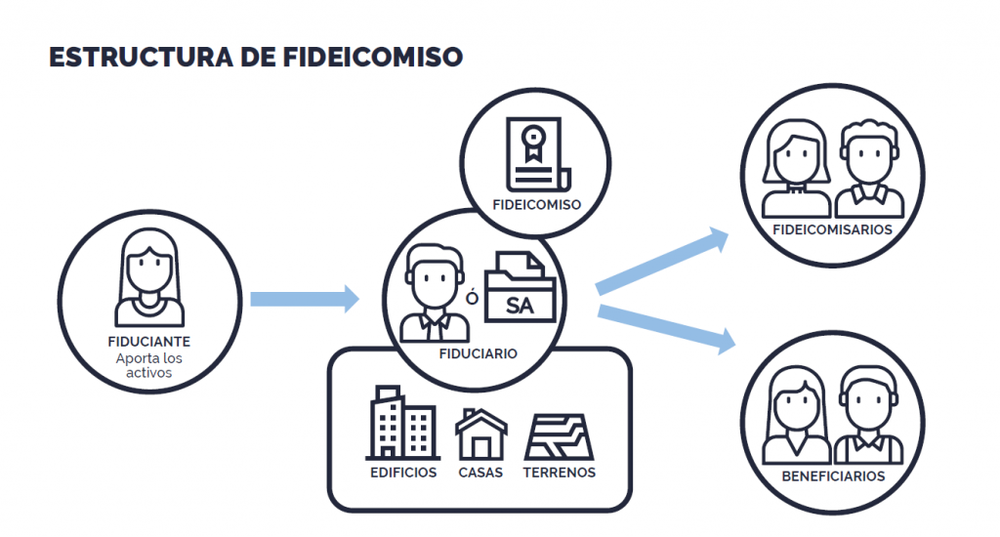 ESTRUCTURA DE FIDEICOMISO
FIDEICOMISO
FIDUCIANTE
Aporta los
activos
Ó
SA
FIDUCIARIO
EDIFICIOS
CASAS
TERRENOS
FIDEICOMISARIOS
BENEFICIARIOS